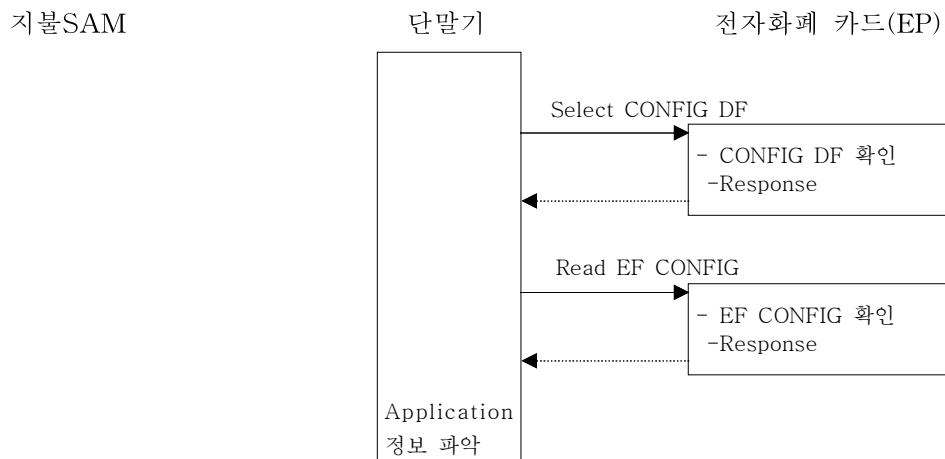 지불SAM 단말기 전자화폐 카드(EP)
Select CONFIG DF
- CONFIG DF 확인
-Response
Read EF CONFIG
- EF CONFIG 확인
-Response
Application
정보 파악